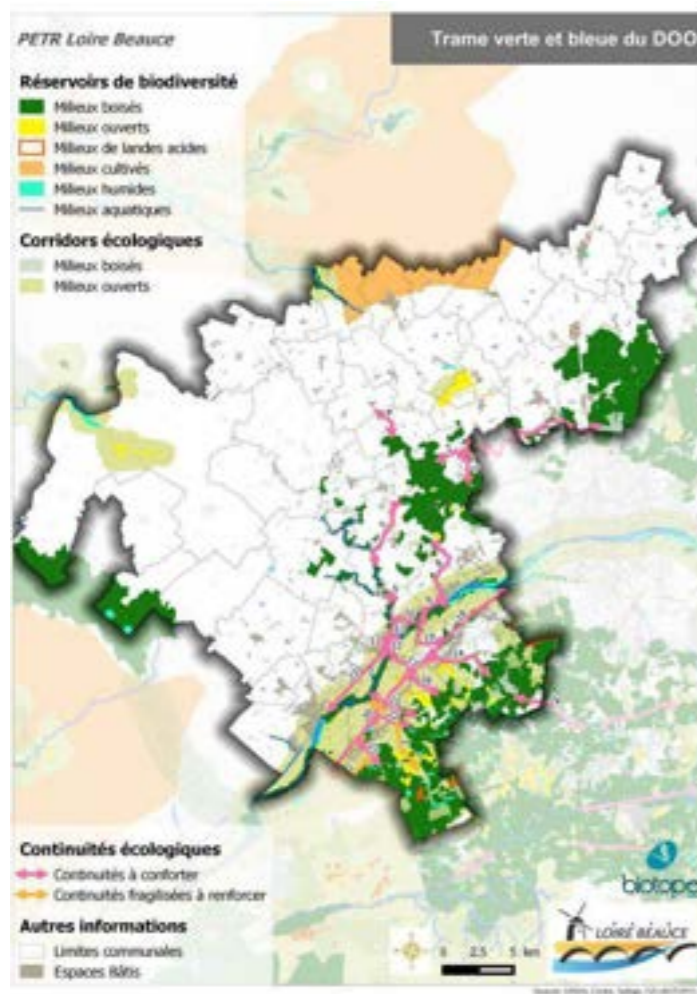 PETR Loire Beauce
Trame verte et bleue du DOO
Réservoirs de biodiversité
Milieux boisés
Milieux ouverts
Milieux de landes acides
Milieux cultivés
Milieux humides
Milieux aquatiques
Corridors écologiques
Milieux boisés
Milieux ouverts
Continuités écologiques
Continuités à conforter
Continuités fragilisées à renforcer
Autres informations
Limites communales
Espaces Bâtis
0 2.5 5 km
biotope
LOIRE BEAUCE